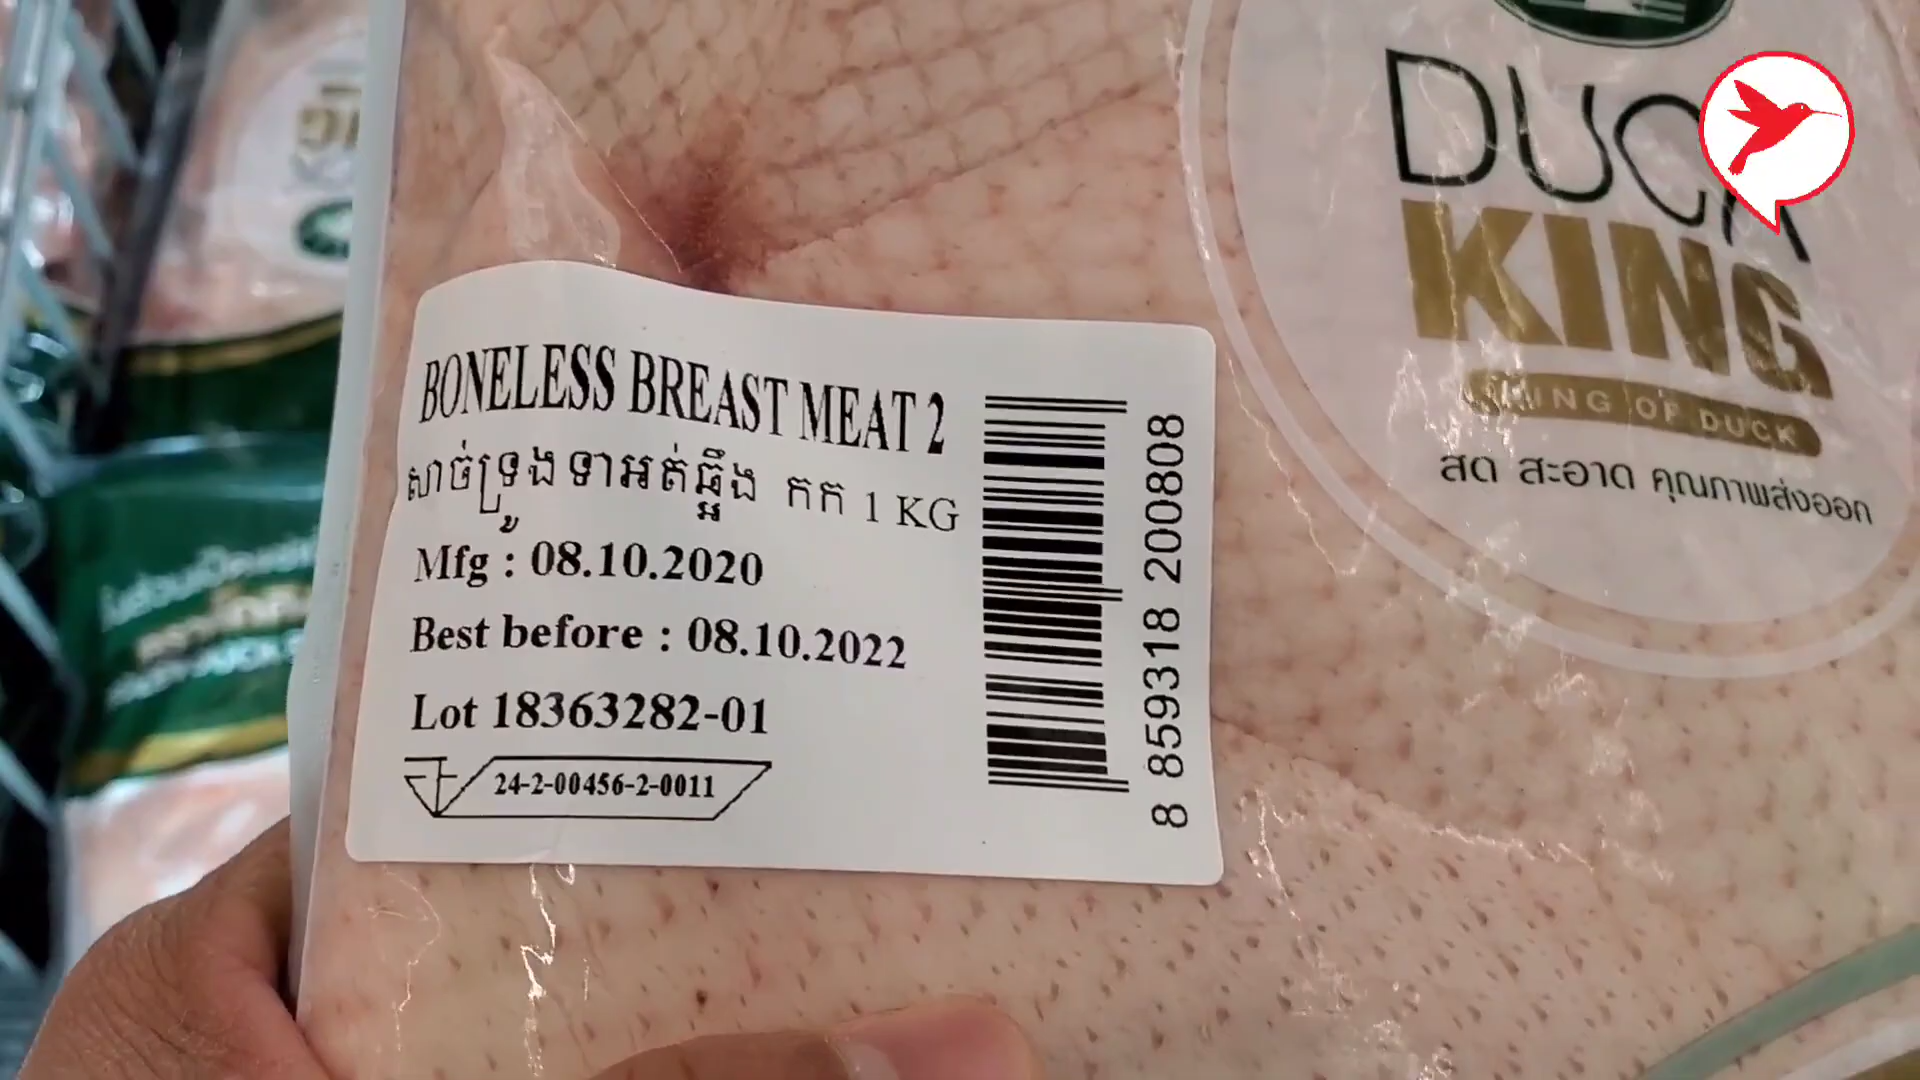 DUCK
KING
KING OF DUCK
สด สะอาด คุณภาพส่งออก
BONELESS BREAST MEAT 2
សាច់ទ្រូងទាអត់ឆ្អឹង កក 1 KG
Mfg : 08.10.2020
Best before : 08.10.2022
Lot 18363282-01
24-2-00456-2-0011
8 859318 200808